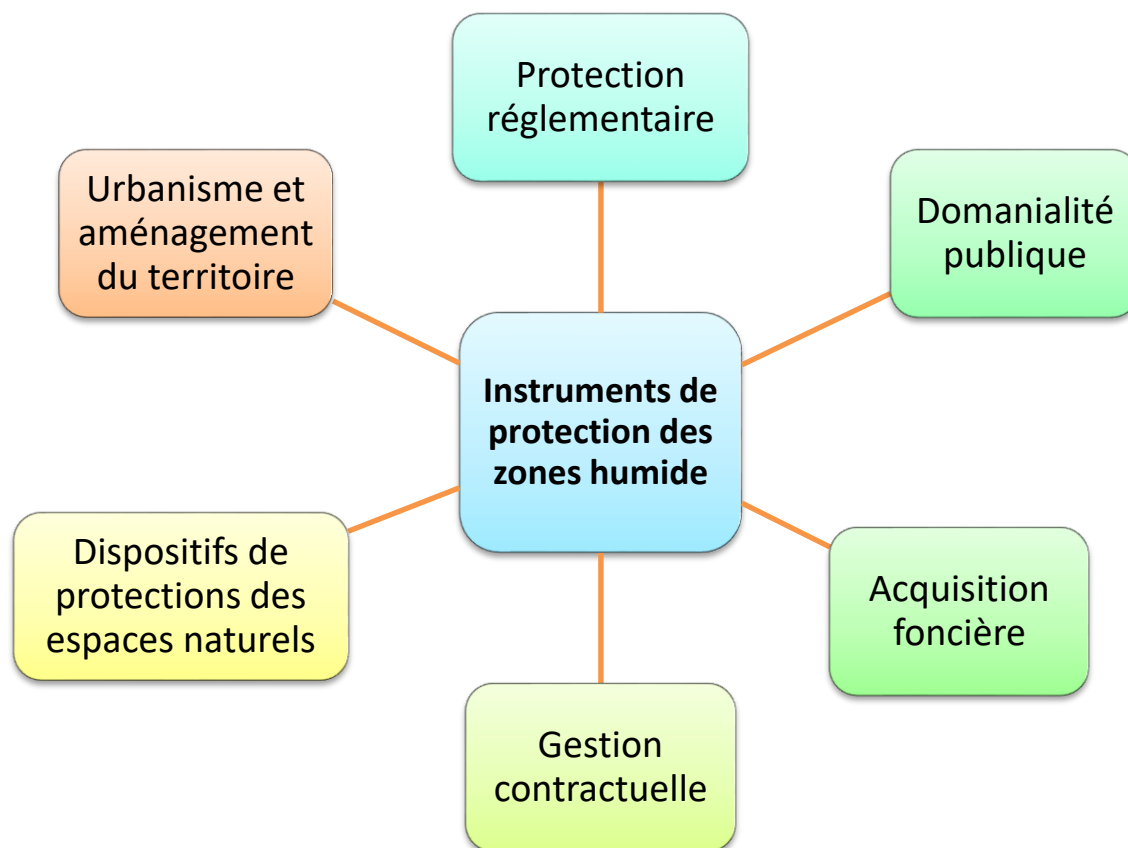 Protection
réglementaire
Urbanisme et
aménagement
du territoire
Domanialité
publique
Instruments de
protection des
zones humide
Dispositifs de
protections des
espaces naturels
Acquisition
foncière
Gestion
contractuelle